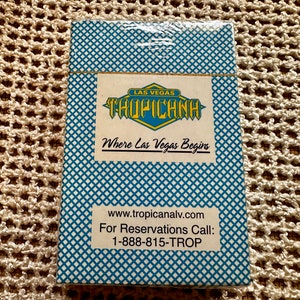 LAS VEGAS
TROPICANA
Where Las Vegas Begins
www.tropicanalv.com
For Reservations Call:
1-888-815-TROP